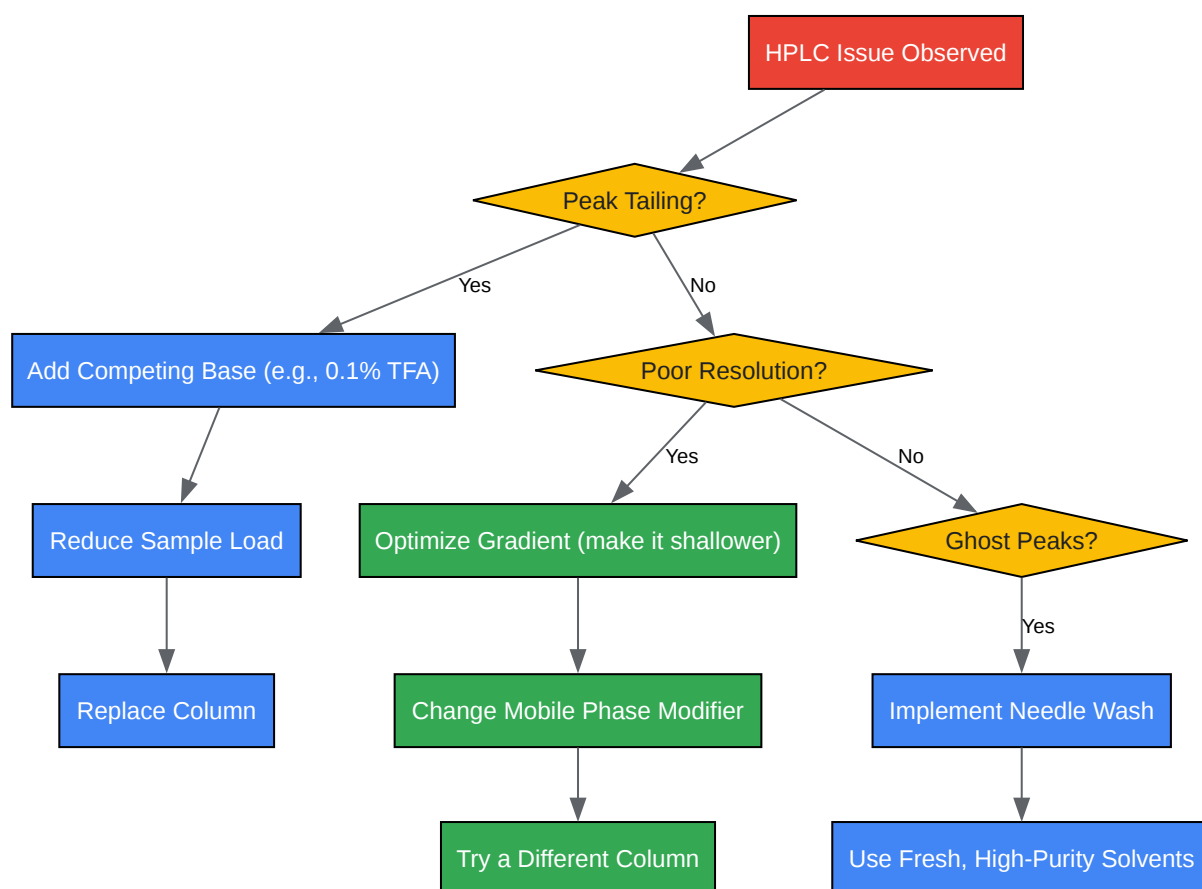 HPLC Issue Observed
Peak Tailing?
Yes
No
Add Competing Base (e.g., 0.1% TFA)
Poor Resolution?
Yes
No
Reduce Sample Load
Optimize Gradient (make it shallower)
Ghost Peaks?
Yes
Replace Column
Change Mobile Phase Modifier
Implement Needle Wash
Try a Different Column
Use Fresh, High-Purity Solvents